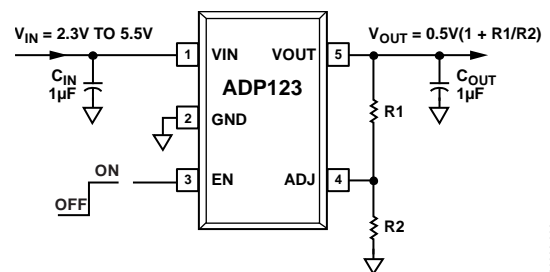 V_IN = 2.3V TO 5.5V
V_OUT = 0.5V(1 + R1/R2)
1 VIN VOUT 5
C_IN
1µF
ADP123
C_OUT
1µF
2 GND
R1
ON
OFF
3 EN ADJ 4
R2